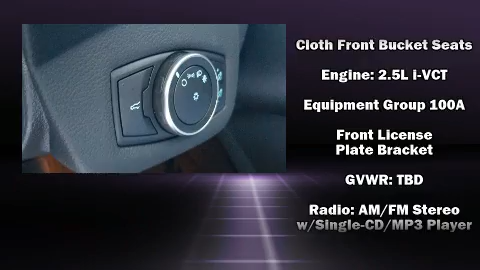 Cloth Front Bucket Seats
Engine: 2.5L i-VCT
Equipment Group 100A
Front License
Plate Bracket
GVWR: TBD
Radio: AM/FM Stereo
w/Single-CD/MP3 Player